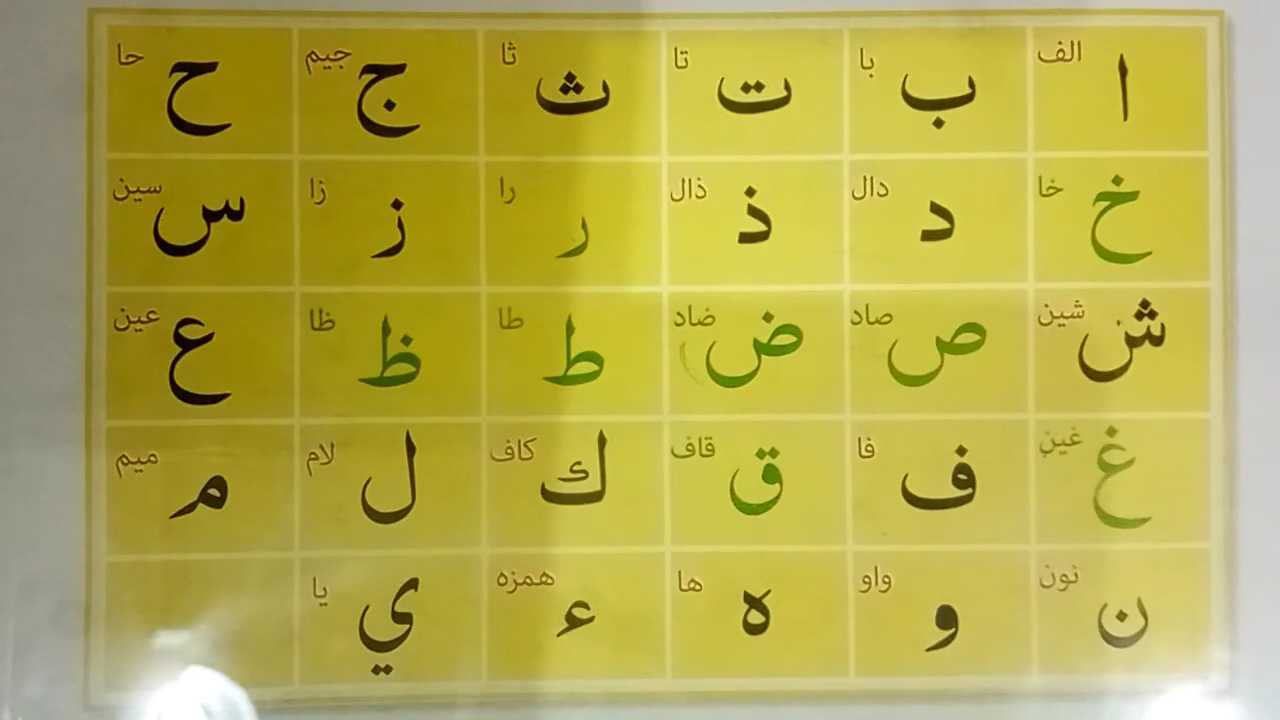 الف ا با ب تا ت ثا ث جيم ج حا ح
خا خ دال د ذال ذ را ر زا ز سين س
شين ش صاد ص ضاد ض طا ط ظا ظ عين ع
غين غ فا ف قاف ق كاف ك لام ل ميم م
نون ن واو و ها ه همزه ء يا ي